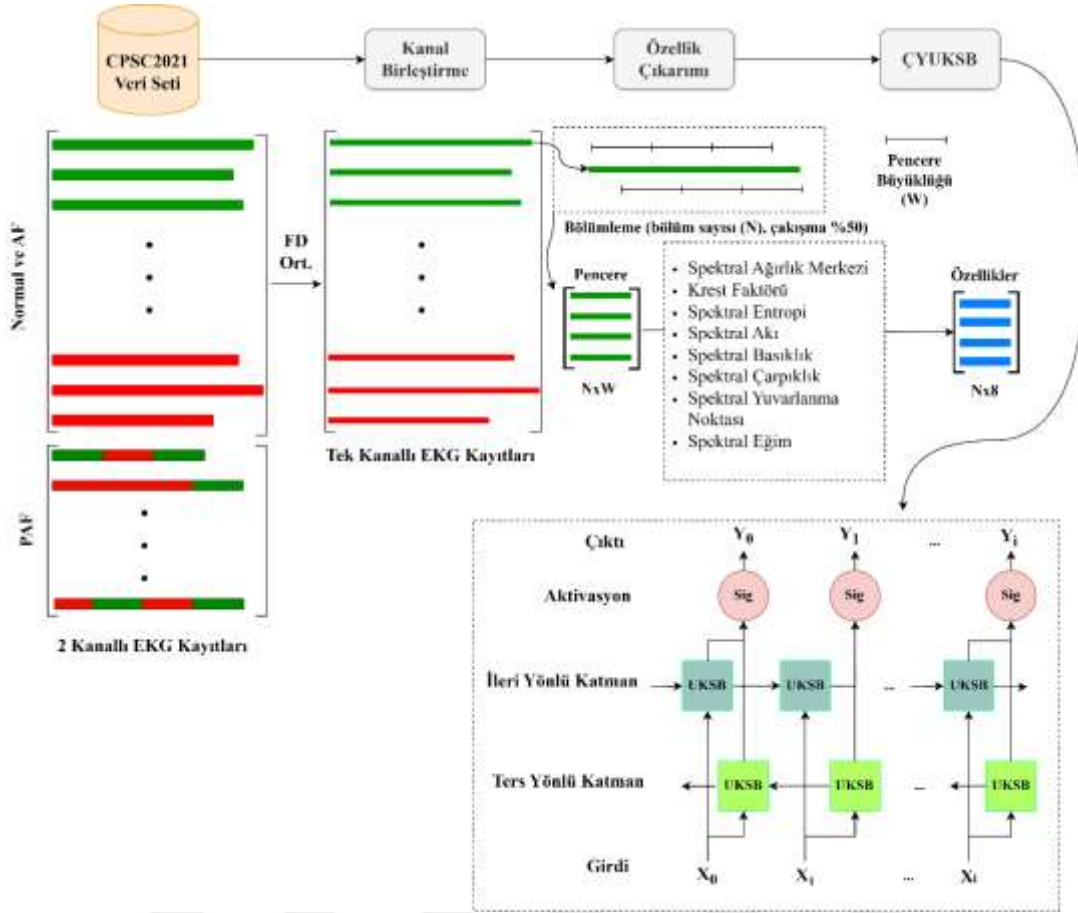 CPSC2021
Veri Seti
Kanal
Birleştirme
Özellik
Çıkarımı
ÇYUKSB
Normal ve AF
FD
Ort.
Pencere
Büyüklüğü
(W)
Bölümleme (bölüm sayısı (N), çakışma %50)
Pencere
NxW
• Spektral Ağırlık Merkezi
• Krest Faktörü
• Spektral Entropi
• Spektral Akı
• Spektral Basıklık
• Spektral Çarpıklık
• Spektral Yuvarlanma
Noktası
• Spektral Eğim
Özellikler
Nx8
Tek Kanallı EKG Kayıtları
PAF
2 Kanallı EKG Kayıtları
Çıktı
Y0
Y1
...
Yi
Aktivasyon
Sig
Sig
Sig
İleri Yönlü Katman
UKSB
UKSB
...
UKSB
Ters Yönlü Katman
UKSB
UKSB
...
UKSB
Girdi
X0
X1
...
Xi